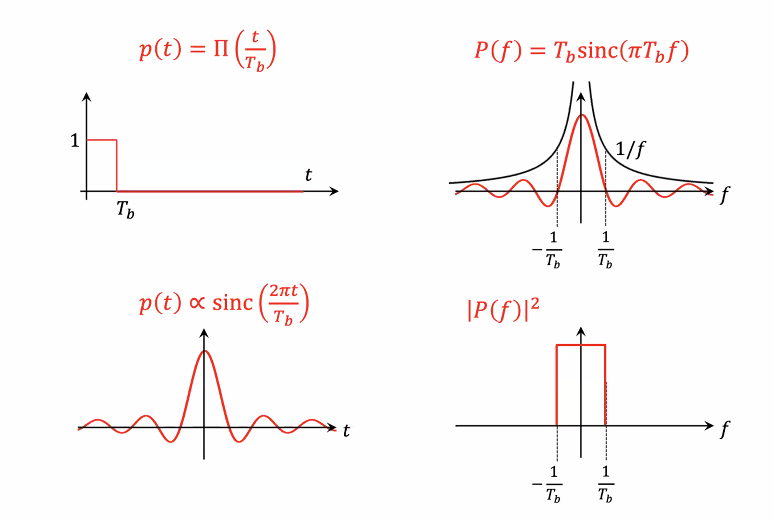 p(t) = Π(t/T_b)
1
t
T_b
P(f) = T_b sinc(πT_b f)
1/f
f
−1/T_b
1/T_b
p(t) ∝ sinc(2πt/T_b)
t
|P(f)|²
f
−1/T_b
1/T_b